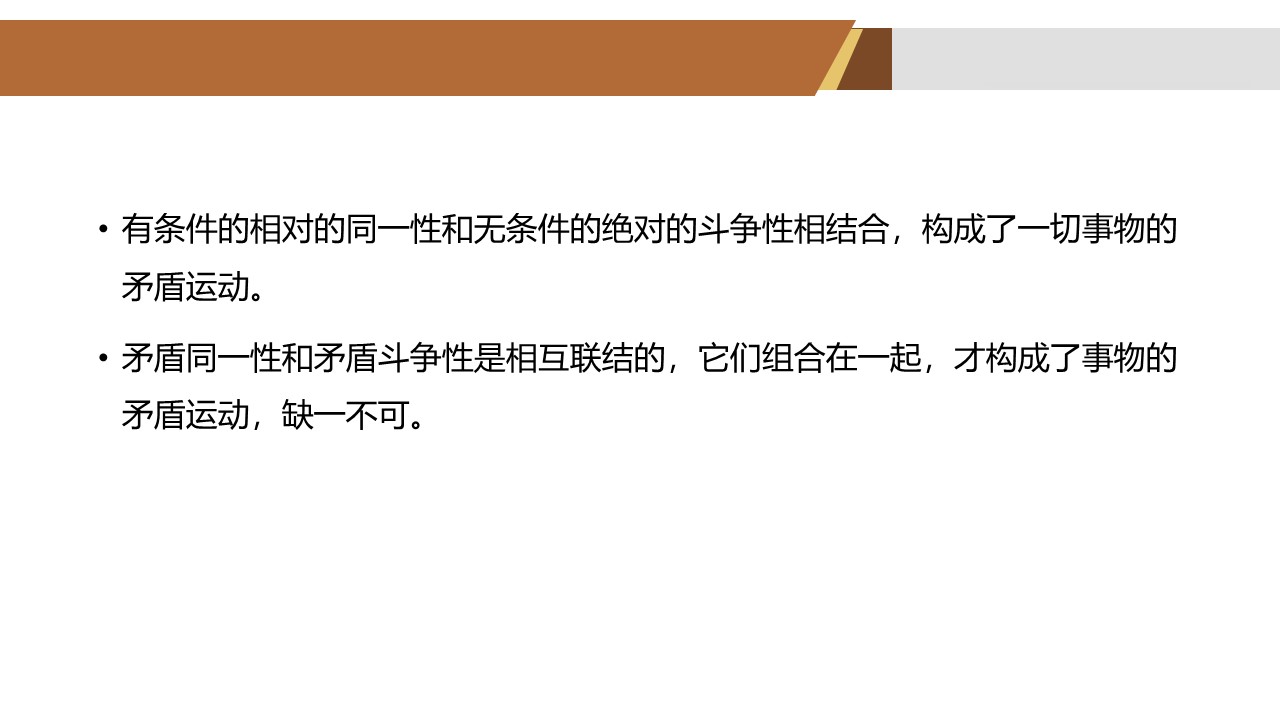 • 有条件的相对的同一性和无条件的绝对的斗争性相结合，构成了一切事物的
矛盾运动。
• 矛盾同一性和矛盾斗争性是相互联结的，它们组合在一起，才构成了事物的
矛盾运动，缺一不可。